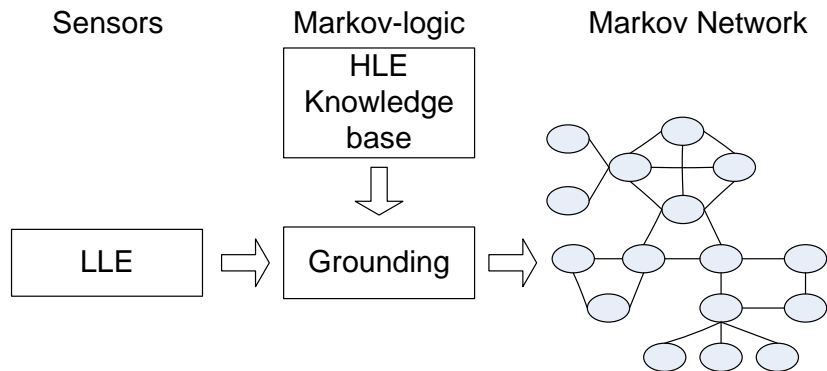 Sensors
Markov-logic
Markov Network
HLE
Knowledge
base
LLE
Grounding